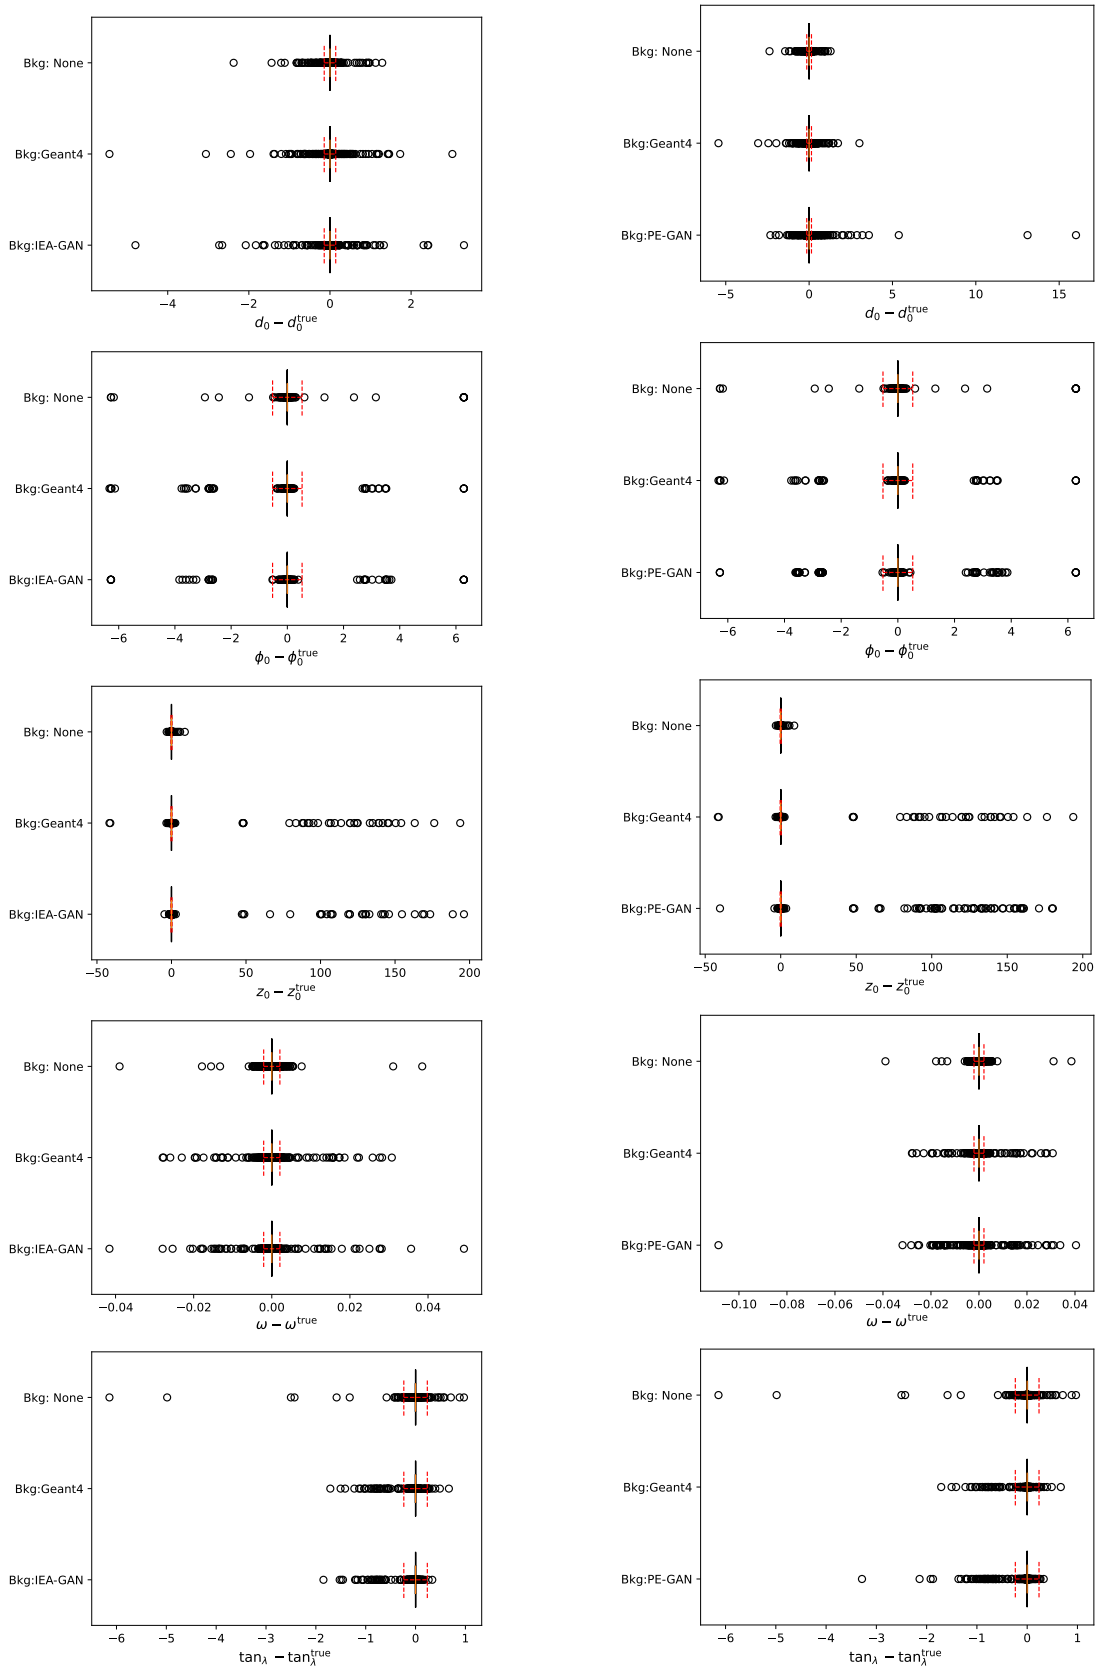 Bkg: None
Bkg:Geant4
Bkg:IEA-GAN
−4 −2 0 2
d₀ − d₀ᵗʳᵘᵉ
Bkg: None
Bkg:Geant4
Bkg:PE-GAN
−5 0 5 10 15
d₀ − d₀ᵗʳᵘᵉ
Bkg: None
Bkg:Geant4
Bkg:IEA-GAN
−6 −4 −2 0 2 4 6
ϕ₀ − ϕ₀ᵗʳᵘᵉ
Bkg: None
Bkg:Geant4
Bkg:PE-GAN
−6 −4 −2 0 2 4 6
ϕ₀ − ϕ₀ᵗʳᵘᵉ
Bkg: None
Bkg:Geant4
Bkg:IEA-GAN
−50 0 50 100 150 200
z₀ − z₀ᵗʳᵘᵉ
Bkg: None
Bkg:Geant4
Bkg:PE-GAN
−50 0 50 100 150 200
z₀ − z₀ᵗʳᵘᵉ
Bkg: None
Bkg:Geant4
Bkg:IEA-GAN
−0.04 −0.02 0.00 0.02 0.04
ω − ωᵗʳᵘᵉ
Bkg: None
Bkg:Geant4
Bkg:PE-GAN
−0.10 −0.08 −0.06 −0.04 −0.02 0.00 0.02 0.04
ω − ωᵗʳᵘᵉ
Bkg: None
Bkg:Geant4
Bkg:IEA-GAN
−6 −5 −4 −3 −2 −1 0 1
tan_λ − tan_λᵗʳᵘᵉ
Bkg: None
Bkg:Geant4
Bkg:PE-GAN
−6 −5 −4 −3 −2 −1 0 1
tan_λ − tan_λᵗʳᵘᵉ